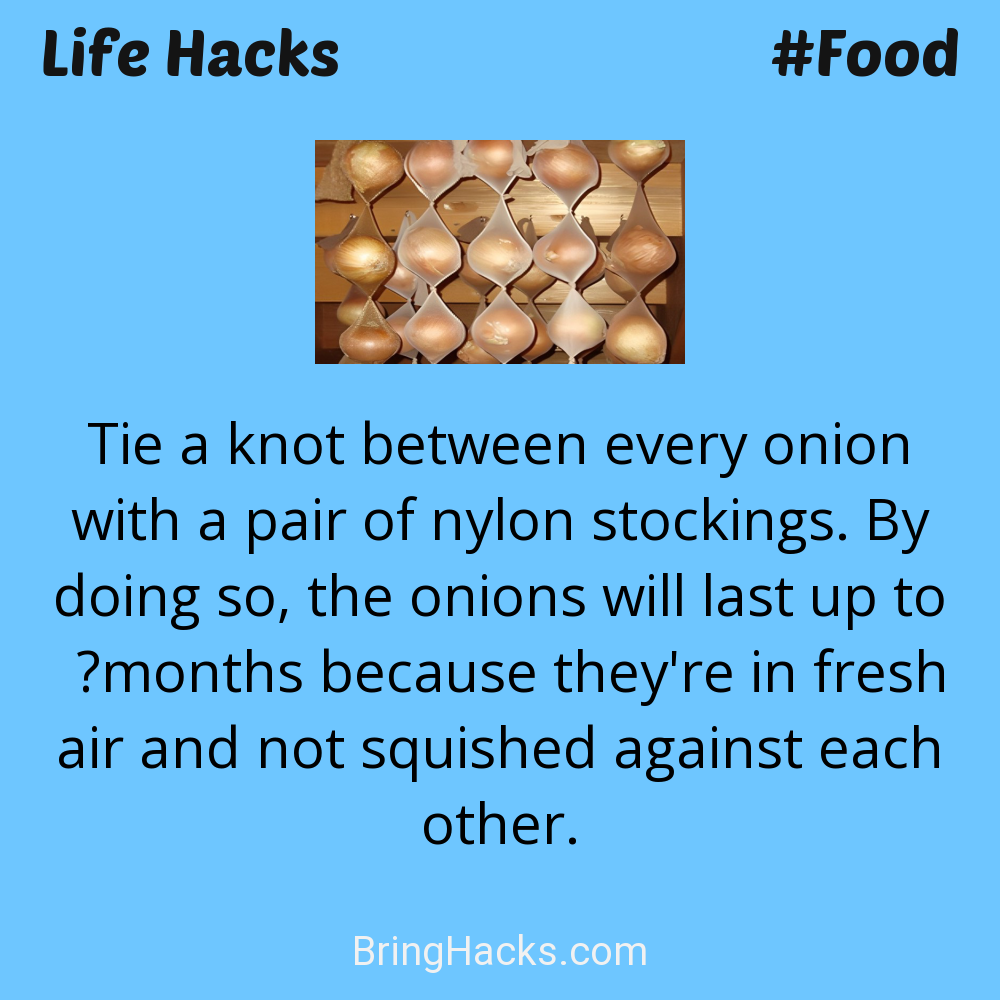 Life Hacks
#Food
Tie a knot between every onion
with a pair of nylon stockings. By
doing so, the onions will last up to
?months because they're in fresh
air and not squished against each
other.
BringHacks.com